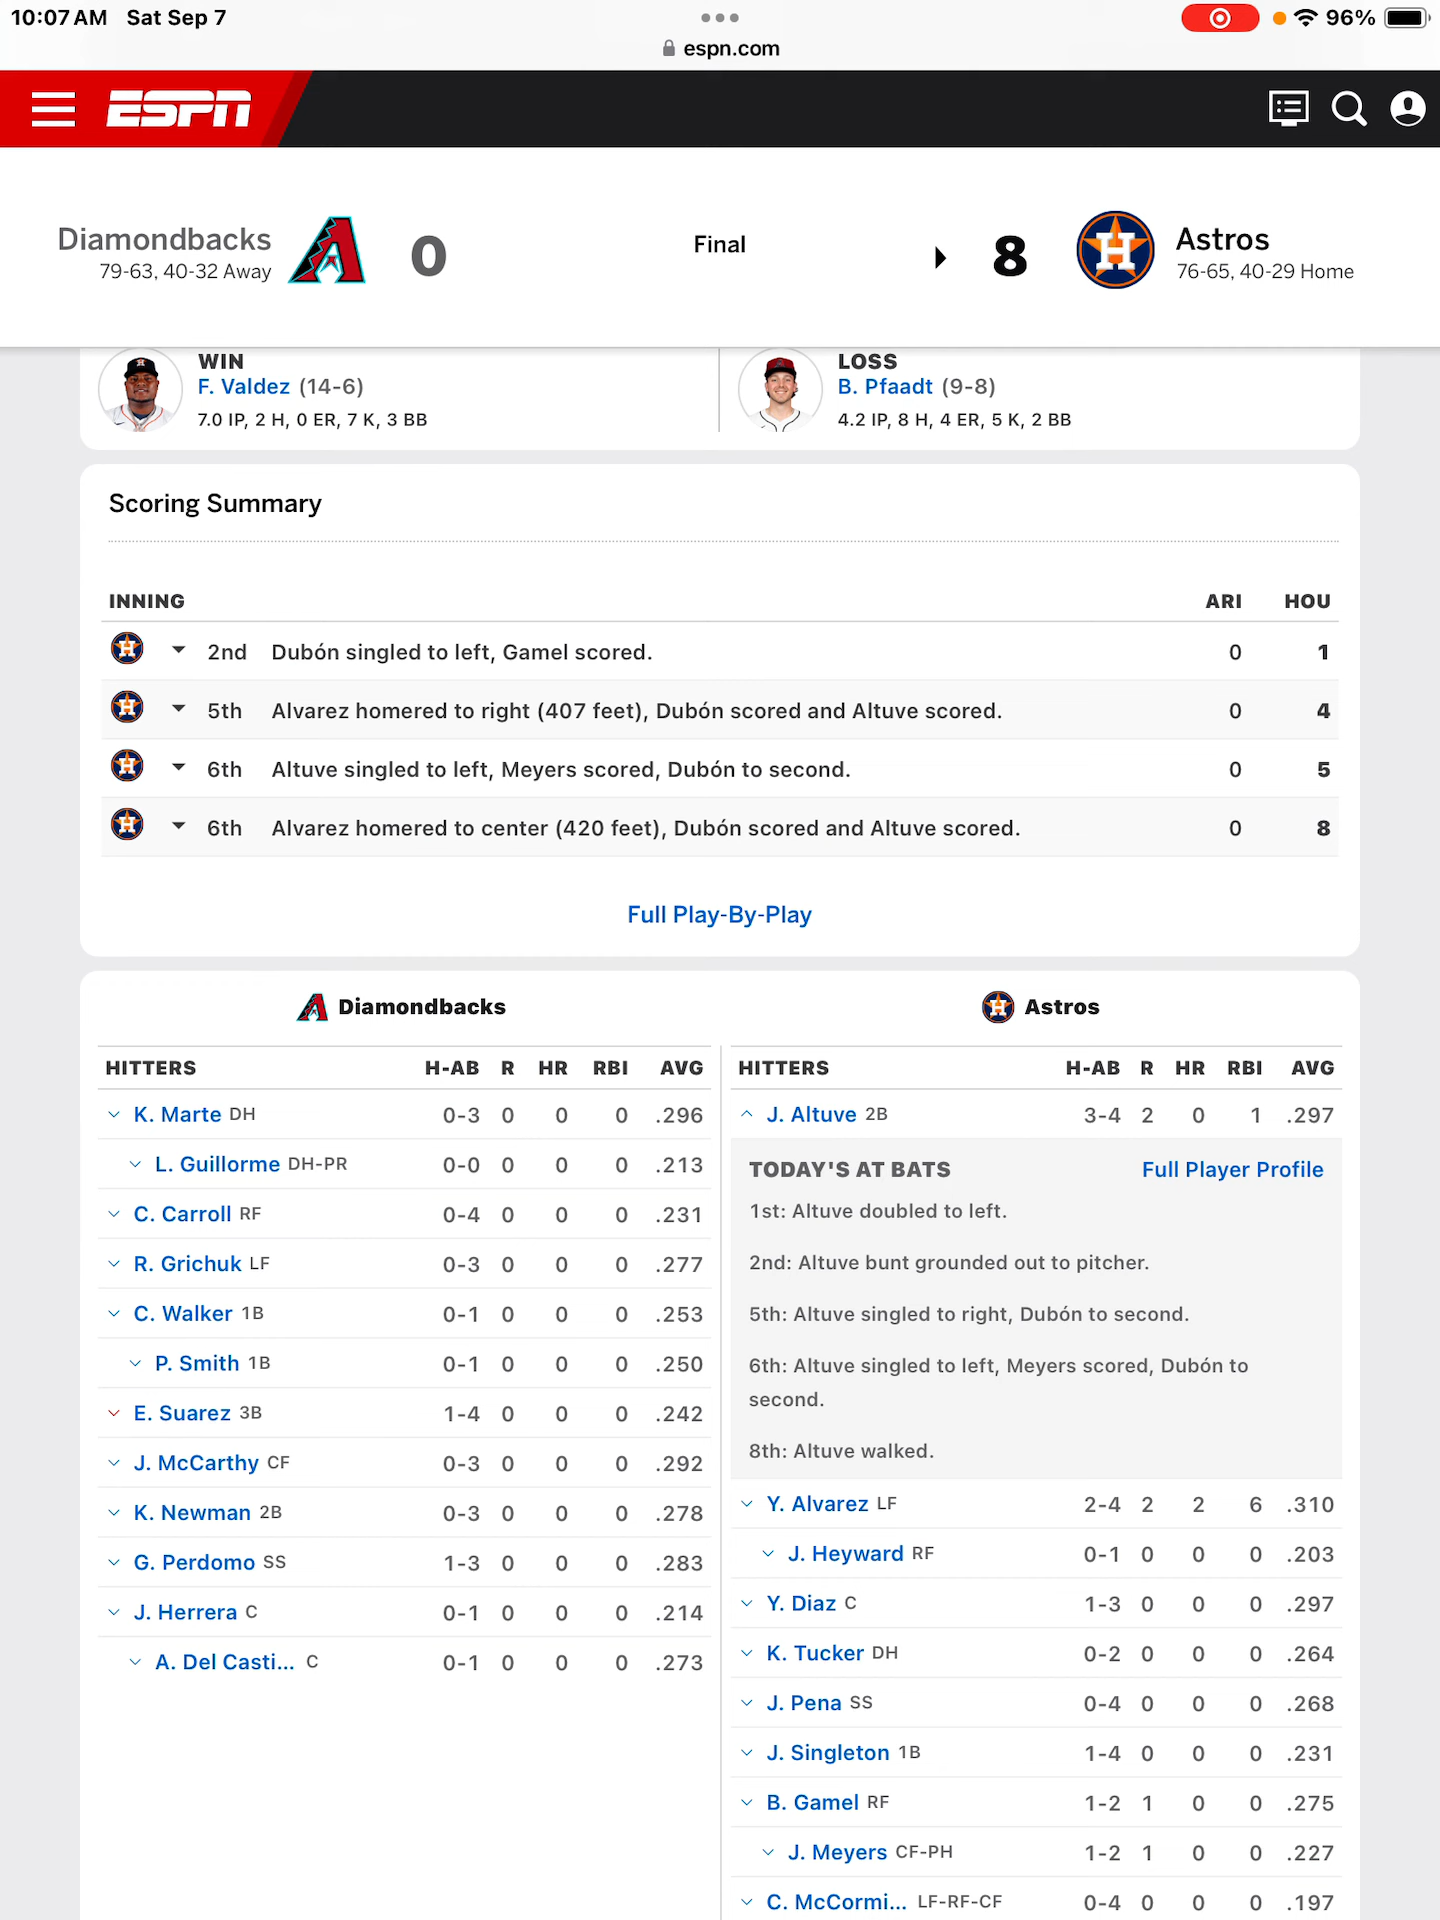 10:07 AM Sat Sep 7
96%
espn.com
ESPN
Diamondbacks
79-63, 40-32 Away
0
Final
8
Astros
76-65, 40-29 Home
WIN
F. Valdez (14-6)
7.0 IP, 2 H, 0 ER, 7 K, 3 BB
LOSS
B. Pfaadt (9-8)
4.2 IP, 8 H, 4 ER, 5 K, 2 BB
Scoring Summary
INNING ARI HOU
2nd Dubón singled to left, Gamel scored. 0 1
5th Alvarez homered to right (407 feet), Dubón scored and Altuve scored. 0 4
6th Altuve singled to left, Meyers scored, Dubón to second. 0 5
6th Alvarez homered to center (420 feet), Dubón scored and Altuve scored. 0 8
Full Play-By-Play
Diamondbacks
HITTERS H-AB R HR RBI AVG
K. Marte DH 0-3 0 0 0 .296
L. Guillorme DH-PR 0-0 0 0 0 .213
C. Carroll RF 0-4 0 0 0 .231
R. Grichuk LF 0-3 0 0 0 .277
C. Walker 1B 0-1 0 0 0 .253
P. Smith 1B 0-1 0 0 0 .250
E. Suarez 3B 1-4 0 0 0 .242
J. McCarthy CF 0-3 0 0 0 .292
K. Newman 2B 0-3 0 0 0 .278
G. Perdomo SS 1-3 0 0 0 .283
J. Herrera C 0-1 0 0 0 .214
A. Del Casti... C 0-1 0 0 0 .273
Astros
HITTERS H-AB R HR RBI AVG
J. Altuve 2B 3-4 2 0 1 .297
TODAY'S AT BATS Full Player Profile
1st: Altuve doubled to left.
2nd: Altuve bunt grounded out to pitcher.
5th: Altuve singled to right, Dubón to second.
6th: Altuve singled to left, Meyers scored, Dubón to
second.
8th: Altuve walked.
Y. Alvarez LF 2-4 2 2 6 .310
J. Heyward RF 0-1 0 0 0 .203
Y. Diaz C 1-3 0 0 0 .297
K. Tucker DH 0-2 0 0 0 .264
J. Pena SS 0-4 0 0 0 .268
J. Singleton 1B 1-4 0 0 0 .231
B. Gamel RF 1-2 1 0 0 .275
J. Meyers CF-PH 1-2 1 0 0 .227
C. McCormi... LF-RF-CF 0-4 0 0 0 .197